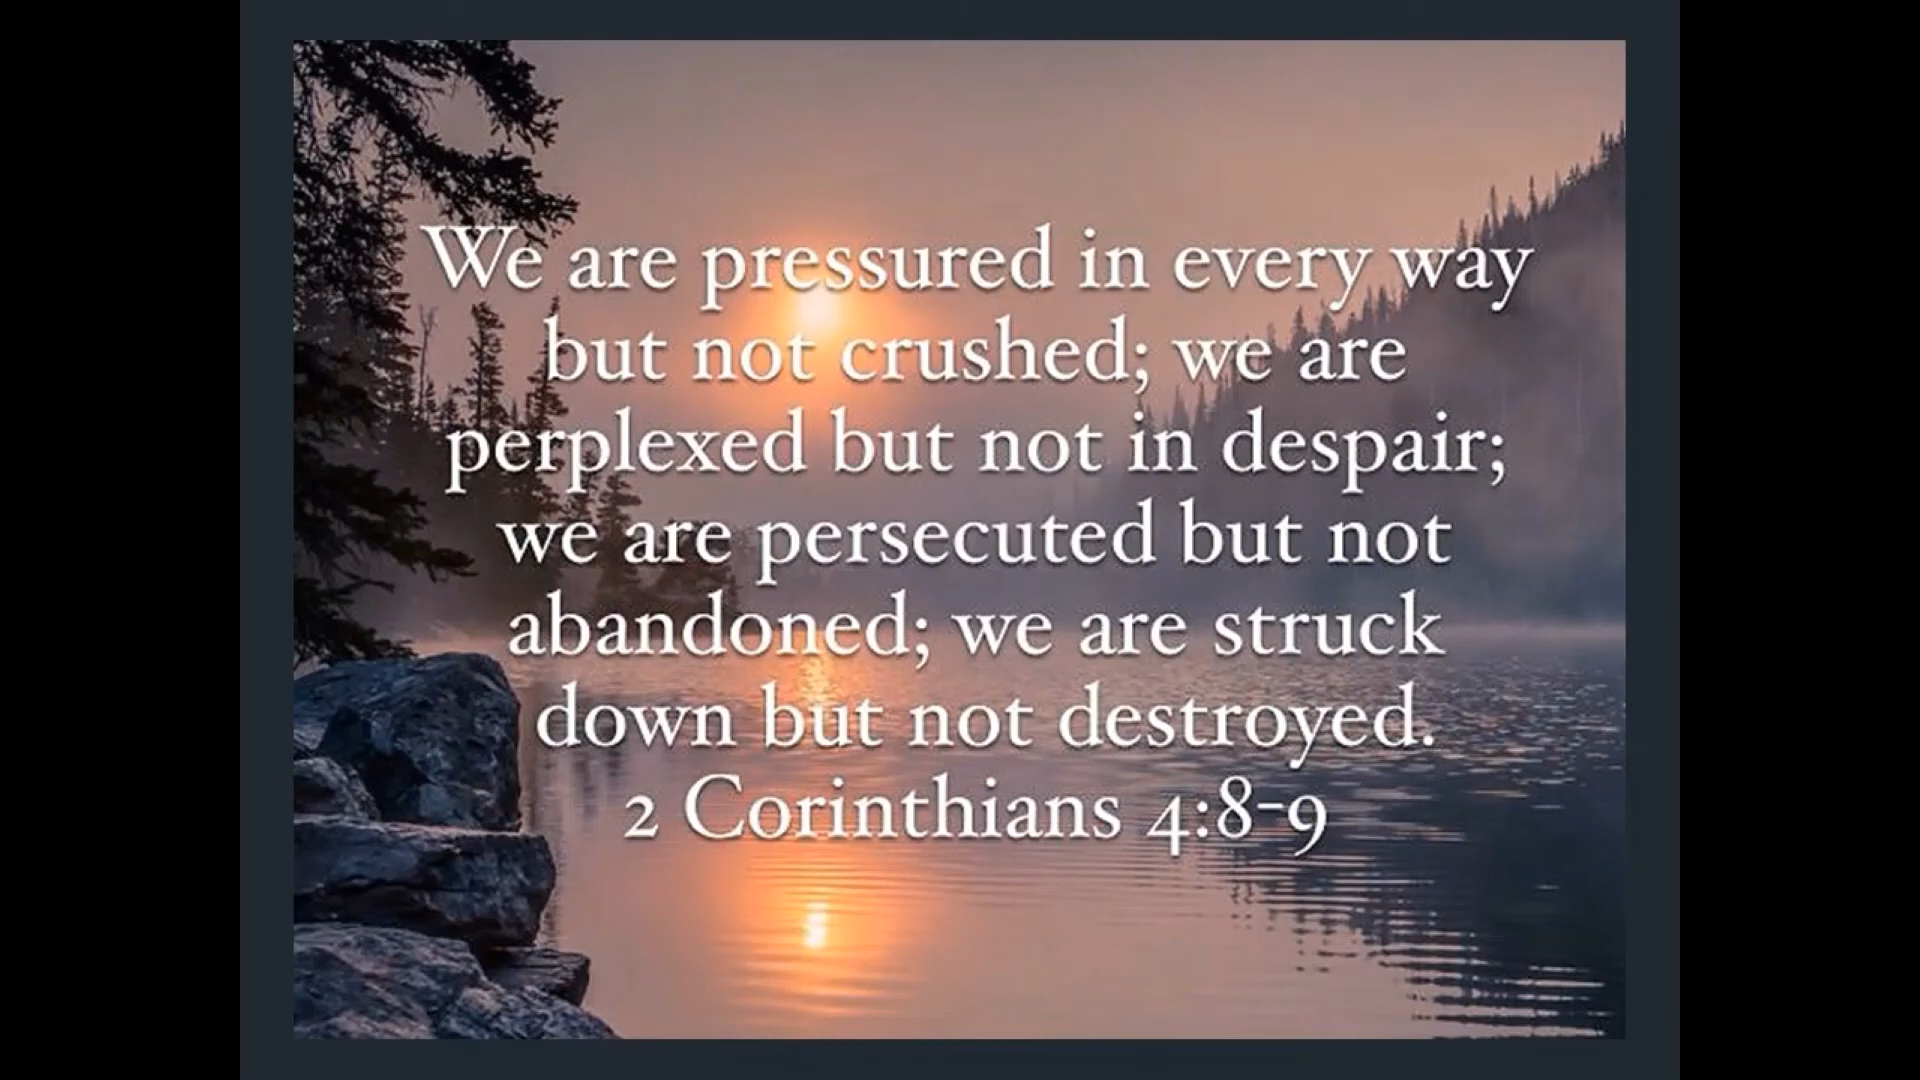 We are pressured in every way
but not crushed; we are
perplexed but not in despair;
we are persecuted but not
abandoned; we are struck
down but not destroyed.
2 Corinthians 4:8-9